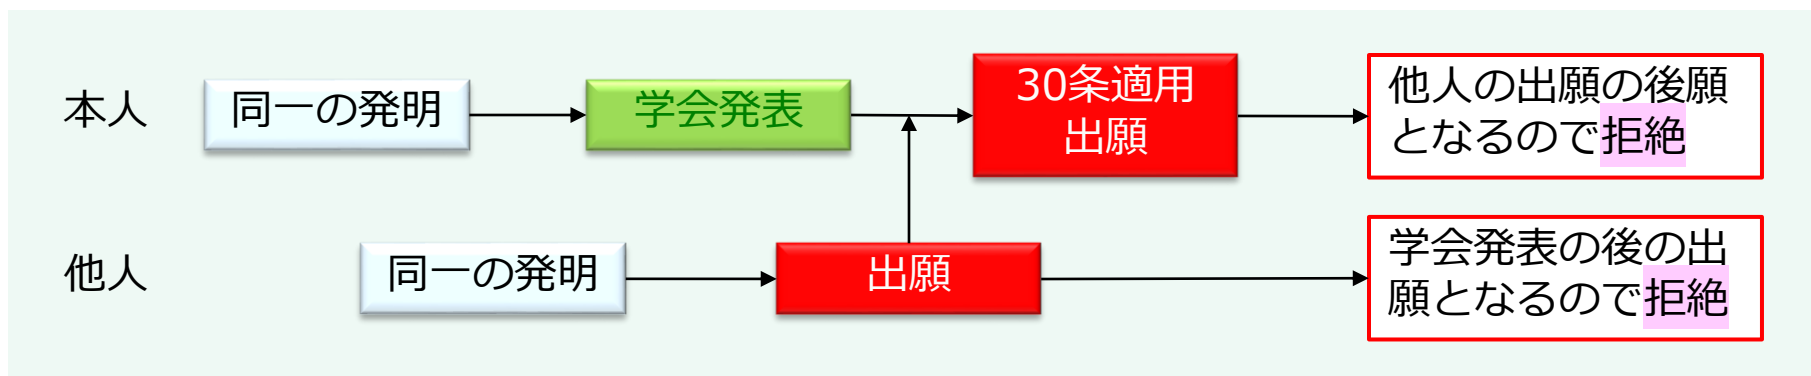 本人
同一の発明
学会発表
30条適用
出願
他人の出願の後願
となるので拒絶
他人
同一の発明
出願
学会発表の後の出
願となるので拒絶